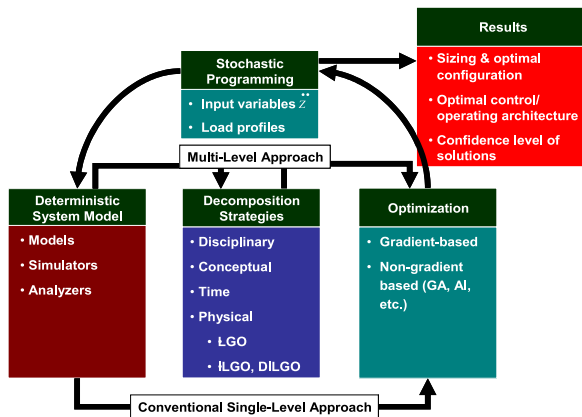 Results
• Sizing & optimal
configuration
• Optimal control/
operating architecture
• Confidence level of
solutions
Stochastic
Programming
• Input variables z̈
• Load profiles
Multi-Level Approach
Deterministic
System Model
• Models
• Simulators
• Analyzers
Decomposition
Strategies
• Disciplinary
• Conceptual
• Time
• Physical
• LGO
• ILGO, DILGO
Optimization
• Gradient-based
• Non-gradient
based (GA, AI,
etc.)
Conventional Single-Level Approach